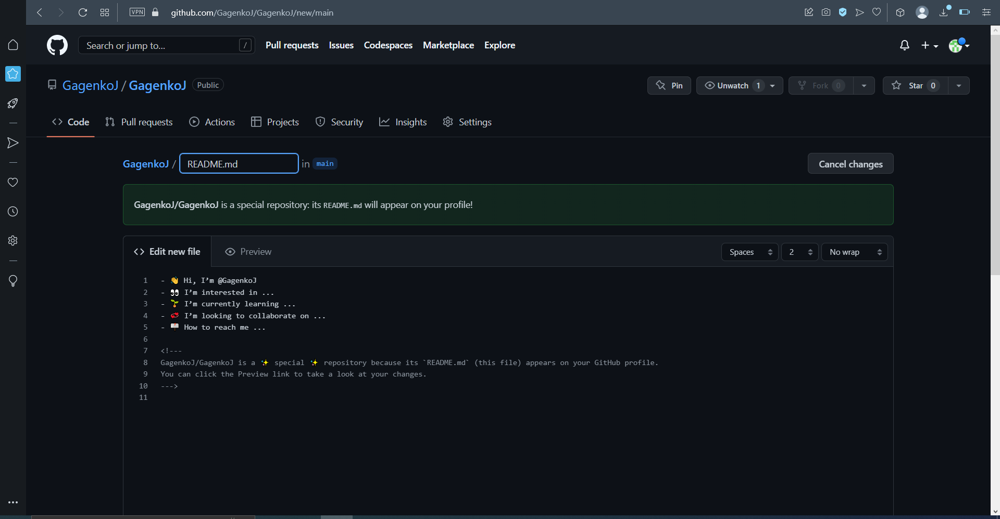 VPN github.com/GagenkoJ/GagenkoJ/new/main
Search or jump to... / Pull requests Issues Codespaces Marketplace Explore
GagenkoJ / GagenkoJ Public Pin Unwatch 1 Fork 0 Star 0
Code Pull requests Actions Projects Security Insights Settings
GagenkoJ / README.md in main Cancel changes
GagenkoJ/GagenkoJ is a special repository: its README.md will appear on your profile!
<> Edit new file Preview Spaces 2 No wrap
1 - 👋 Hi, I’m @GagenkoJ
2 - 👀 I’m interested in ...
3 - 🌱 I’m currently learning ...
4 - 💞️ I’m looking to collaborate on ...
5 - 📫 How to reach me ...
6
7 <!---
8 GagenkoJ/GagenkoJ is a ✨ special ✨ repository because its `README.md` (this file) appears on your GitHub profile.
9 You can click the Preview link to take a look at your changes.
10 --->
11